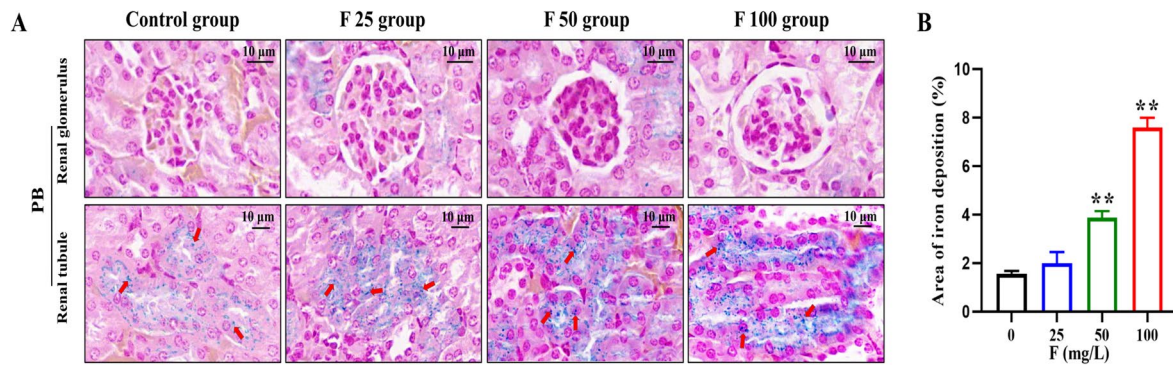 A
Control group
F 25 group
F 50 group
F 100 group
PB
Renal glomerulus
10 µm
10 µm
10 µm
10 µm
Renal tubule
10 µm
10 µm
10 µm
10 µm
B
Area of iron deposition (%)
10
8
6
4
2
0
**
**
0
25
50
100
F (mg/L)